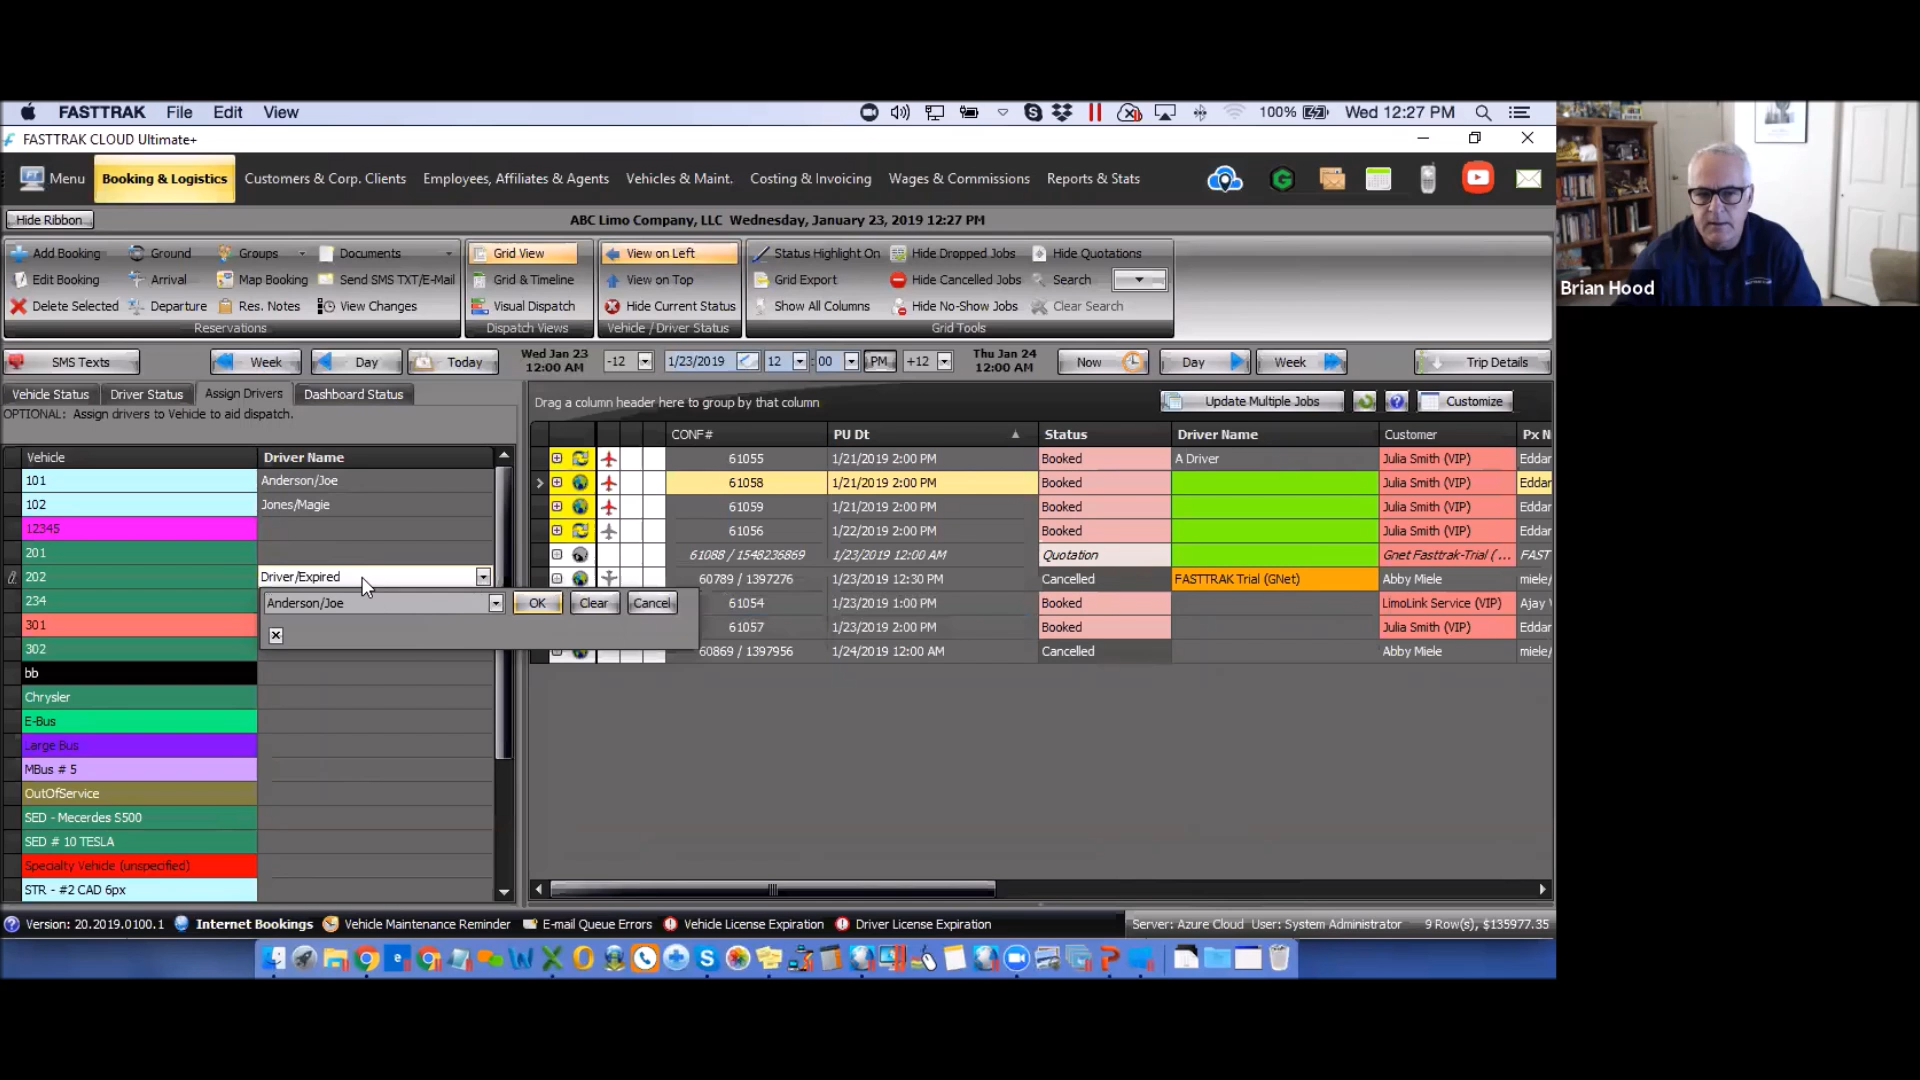 FASTTRAK File Edit View 100% Wed 12:27 PM
FASTTRAK CLOUD Ultimate+
Menu Booking & Logistics Customers & Corp. Clients Employees, Affiliates & Agents Vehicles & Maint. Costing & Invoicing Wages & Commissions Reports & Stats
Hide Ribbon ABC Limo Company, LLC Wednesday, January 23, 2019 12:27 PM
Add Booking Ground Groups Documents Grid View View on Left Status Highlight On Hide Dropped Jobs Hide Quotations
Edit Booking Arrival Map Booking Send SMS TXT/E-Mail Grid & Timeline View on Top Grid Export Hide Cancelled Jobs Search
Delete Selected Departure Res. Notes View Changes Visual Dispatch Hide Current Status Show All Columns Hide No-Show Jobs Clear Search
Reservations Dispatch Views Vehicle / Driver Status Grid Tools
Brian Hood
SMS Texts Week Day Today Wed Jan 23 12:00 AM -12 1/23/2019 12 :00 PM +12 Thu Jan 24 12:00 AM Now Day Week Trip Details
Vehicle Status Driver Status Assign Drivers Dashboard Status
OPTIONAL: Assign drivers to Vehicle to aid dispatch.
Drag a column header here to group by that column Update Multiple Jobs Customize
Vehicle Driver Name
101 Anderson/Joe
102 Jones/Magie
12345
201
202 Driver/Expired
234 Anderson/Joe OK Clear Cancel
301
302
bb
Chrysler
E-Bus
Large Bus
MBus # 5
OutOfService
SED - Mecerdes S500
SED # 10 TESLA
Specialty Vehicle (unspecified)
STR - #2 CAD 6px
CONF# PU Dt Status Driver Name Customer Px N
61055 1/21/2019 2:00 PM Booked A Driver Julia Smith (VIP) Eddar
61058 1/21/2019 2:00 PM Booked Julia Smith (VIP) Eddar
61059 1/21/2019 2:00 PM Booked Julia Smith (VIP) Eddar
61056 1/22/2019 2:00 PM Booked Julia Smith (VIP) Eddar
61088 / 1548236869 1/23/2019 12:00 AM Quotation Gnet Fasttrak-Trial ( ... FAST
60789 / 1397276 1/23/2019 12:30 PM Cancelled FASTTRAK Trial (GNet) Abby Miele miele/
61054 1/23/2019 1:00 PM Booked LimoLink Service (VIP) Ajay
61057 1/23/2019 2:00 PM Booked Julia Smith (VIP) Eddar
60869 / 1397956 1/24/2019 12:00 AM Cancelled Abby Miele miele/
Version: 20.2019.0100.1 Internet Bookings Vehicle Maintenance Reminder E-mail Queue Errors Vehicle License Expiration Driver License Expiration Server: Azure Cloud User: System Administrator 9 Row(s), $135977.35